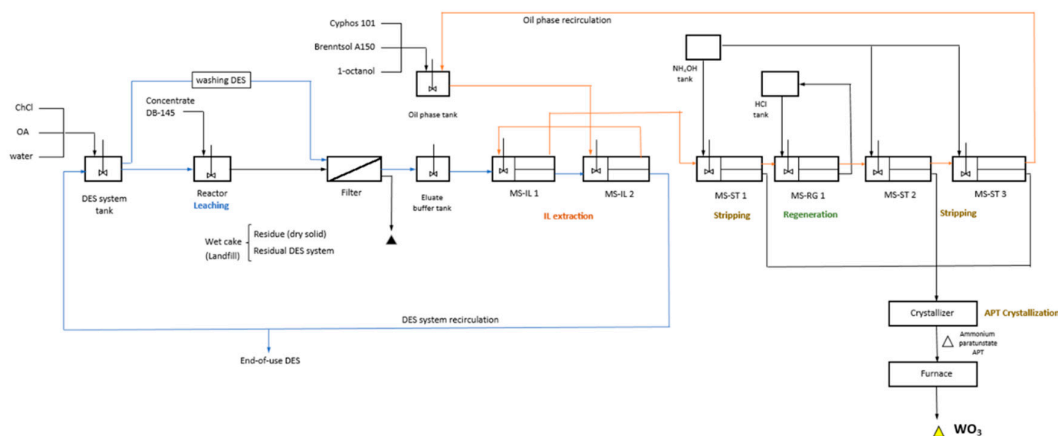 Cyphos 101
Brenntsol A150
1-octanol
Oil phase recirculation
NH₄OH
tank
HCl
tank
washing DES
ChCl
OA
water
Concentrate
DB-145
Oil phase tank
DES system
tank
Reactor
Leaching
Filter
Eluate
buffer tank
MS-IL 1
MS-IL 2
IL extraction
MS-ST 1
MS-RG 1
MS-ST 2
MS-ST 3
Stripping
Regeneration
Stripping
Wet cake
(Landfill)
Residue (dry solid)
Residual DES system
DES system recirculation
End-of-use DES
Crystallizer
APT Crystallization
Ammonium
paratunstate
APT
Furnace
WO₃